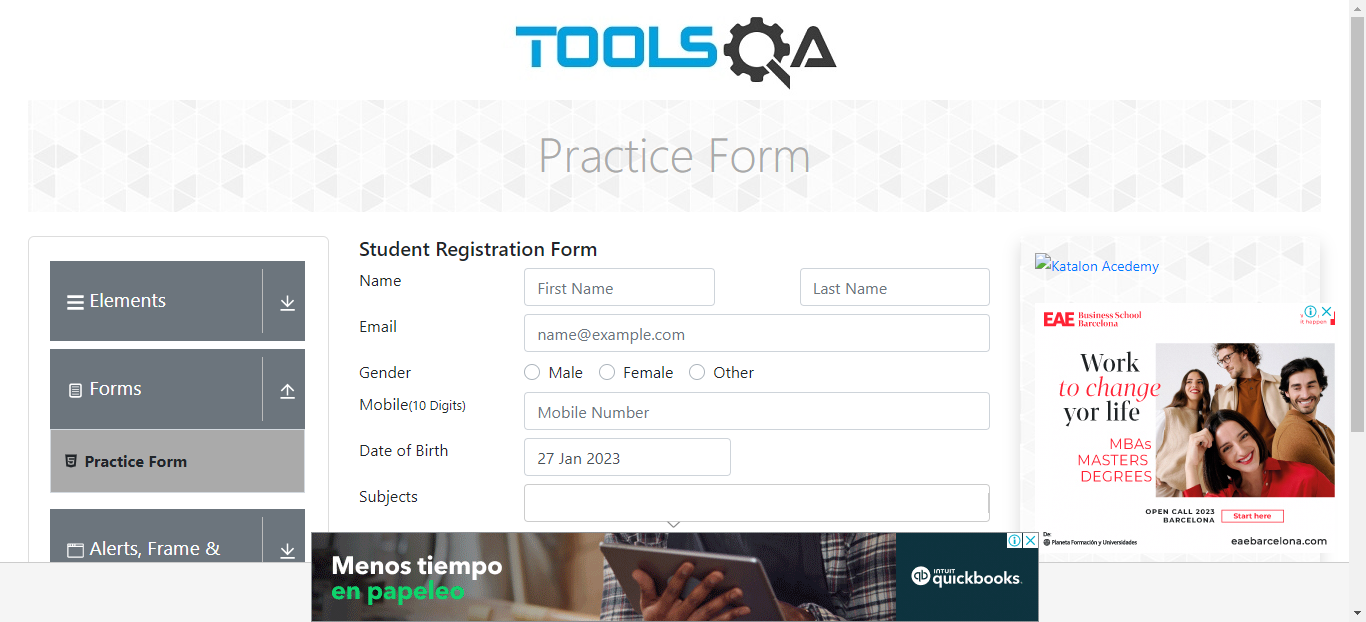 TOOLSQA
Practice Form
Elements
Forms
Practice Form
Alerts, Frame &
Student Registration Form
Name
First Name
Last Name
Email
name@example.com
Gender
Male
Female
Other
Mobile(10 Digits)
Mobile Number
Date of Birth
27 Jan 2023
Subjects
Katalon Acedemy
EAE Business School
Barcelona
it happen
Work
to change
yor life
MBAs
MASTERS
DEGREES
OPEN CALL 2023
BARCELONA
Start here
De:
Planeta Formación y Universidades
eaebarcelona.com
Menos tiempo
en papeleo
INTUIT
quickbooks.